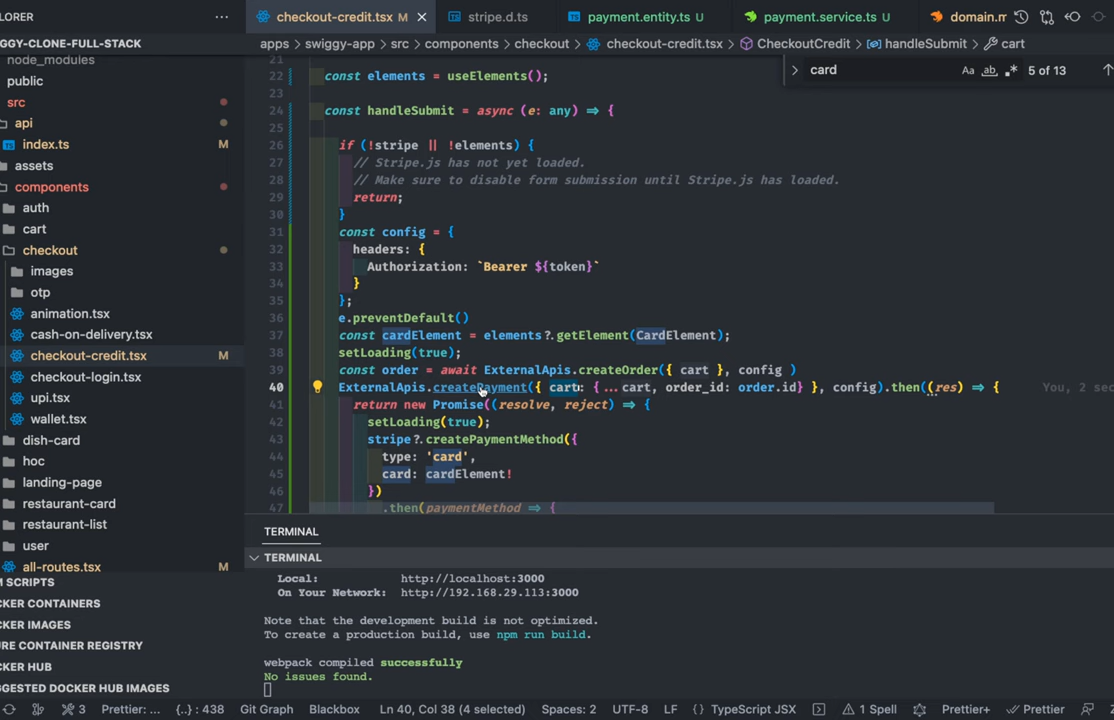 LORER ...
GGY-CLONE-FULL-STACK
node_modules
public
src
api
index.ts M
assets
components
auth
cart
checkout
images
otp
animation.tsx
cash-on-delivery.tsx
checkout-credit.tsx M
checkout-login.tsx
upi.tsx
wallet.tsx
dish-card
hoc
landing-page
restaurant-card
restaurant-list
user
all-routes.tsx M
M SCRIPTS
CKER CONTAINERS
CKER IMAGES
URE CONTAINER REGISTRY
CKER HUB
GGESTED DOCKER HUB IMAGES
checkout-credit.tsx M
stripe.d.ts
payment.entity.ts U
payment.service.ts U
domain.m
apps > swiggy-app > src > components > checkout > checkout-credit.tsx > CheckoutCredit > handleSubmit > cart
card Aa ab 5 of 13
21
22 const elements = useElements();
23
24 const handleSubmit = async (e: any) => {
25
26 if (!stripe || !elements) {
27 // Stripe.js has not yet loaded.
28 // Make sure to disable form submission until Stripe.js has loaded.
29 return;
30 }
31 const config = {
32 headers: {
33 Authorization: `Bearer ${token}`
34 }
35 };
36 e.preventDefault()
37 const cardElement = elements?.getElement(CardElement);
38 setLoading(true);
39 const order = await ExternalApis.createOrder({ cart }, config )
40 ExternalApis.createPayment({ cart: {...cart, order_id: order.id} }, config).then((res) => { You, 2 sec
41 return new Promise((resolve, reject) => {
42 setLoading(true);
43 stripe?.createPaymentMethod({
44 type: 'card',
45 card: cardElement!
46 })
47 .then(paymentMethod => {
TERMINAL
TERMINAL
Local: http://localhost:3000
On Your Network: http://192.168.29.113:3000
Note that the development build is not optimized.
To create a production build, use npm run build.
webpack compiled successfully
No issues found.
3 Prettier: ... {..} : 438 Git Graph Blackbox Ln 40, Col 38 (4 selected) Spaces: 2 UTF-8 LF {} TypeScript JSX 1 Spell Prettier+ Prettier